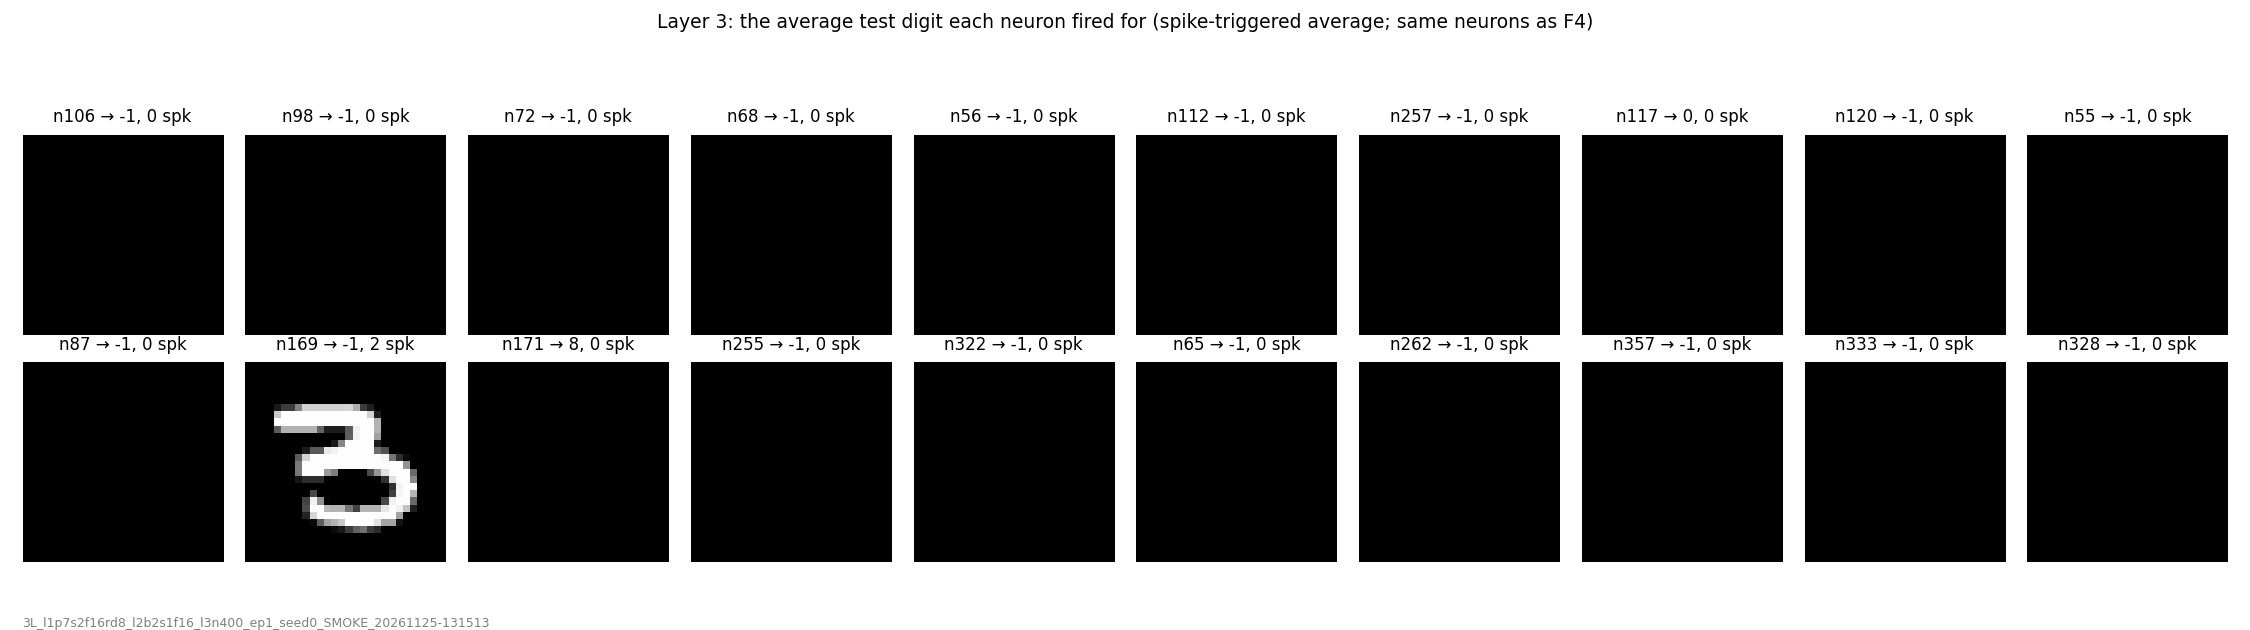 Layer 3: the average test digit each neuron fired for (spike-triggered average; same neurons as F4)
n106 → -1, 0 spk
n98 → -1, 0 spk
n72 → -1, 0 spk
n68 → -1, 0 spk
n56 → -1, 0 spk
n112 → -1, 0 spk
n257 → -1, 0 spk
n117 → 0, 0 spk
n120 → -1, 0 spk
n55 → -1, 0 spk
n87 → -1, 0 spk
n169 → -1, 2 spk
n171 → 8, 0 spk
n255 → -1, 0 spk
n322 → -1, 0 spk
n65 → -1, 0 spk
n262 → -1, 0 spk
n357 → -1, 0 spk
n333 → -1, 0 spk
n328 → -1, 0 spk
3
3L_l1p7s2f16rd8_l2b2s1f16_l3n400_ep1_seed0_SMOKE_20261125-131513